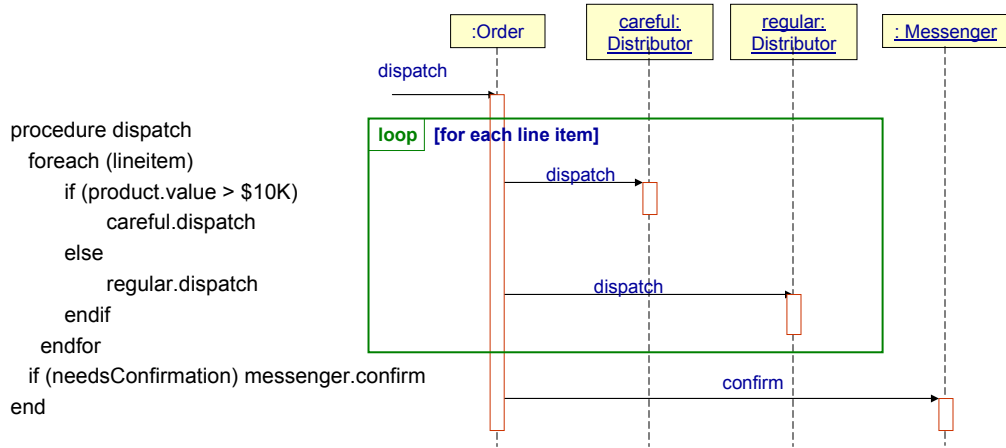 :Order
careful:
Distributor
regular:
Distributor
: Messenger
dispatch
procedure dispatch
foreach (lineitem)
if (product.value > $10K)
careful.dispatch
else
regular.dispatch
endif
endfor
if (needsConfirmation) messenger.confirm
end
loop [for each line item]
dispatch
dispatch
confirm